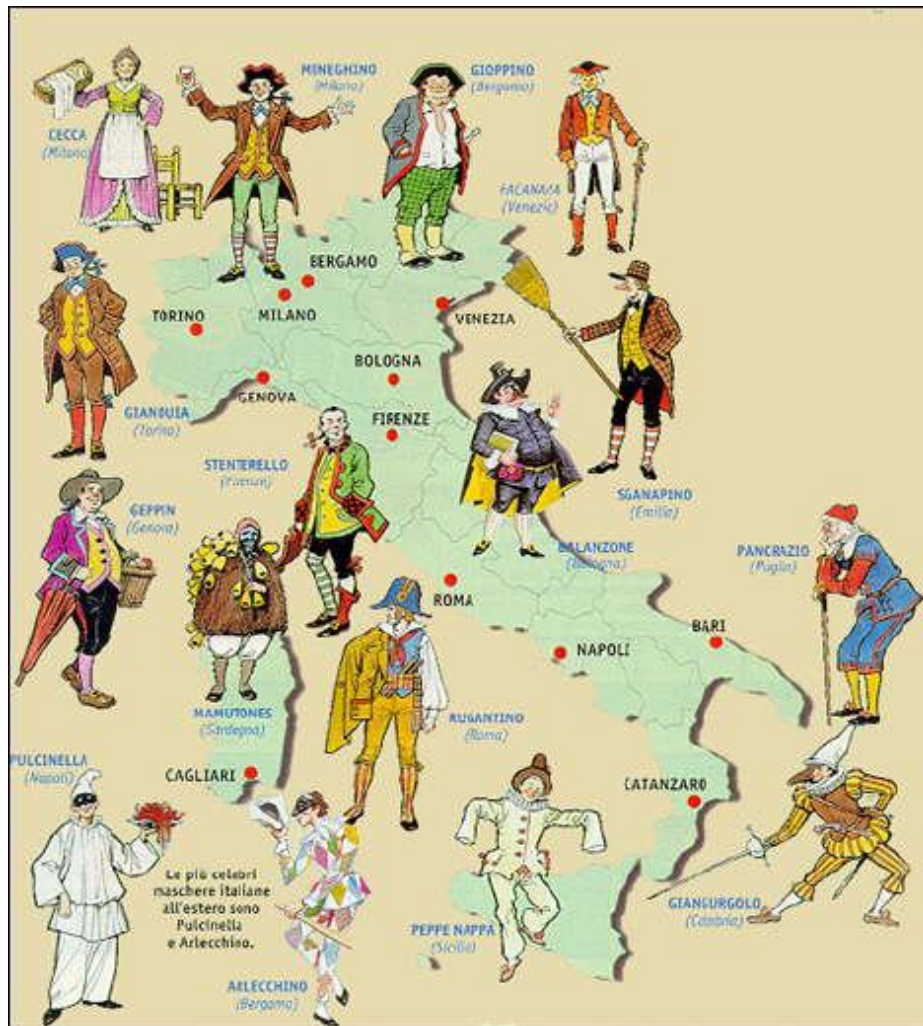 MINEGHINO
(Milano)
GIOPPINO
(Bergamo)
CECCA
(Milano)
FACANAPA
(Venezia)
BERGAMO
TORINO
MILANO
VENEZIA
BOLOGNA
GENOVA
FIRENZE
GIANDUIA
(Torino)
STENTERELLO
(Firenze)
SGANAPINO
(Emilia)
GEPPIN
(Genova)
BALANZONE
(Bologna)
PANCRAZIO
(Puglia)
ROMA
BARI
NAPOLI
MAMUTONES
(Sardegna)
RUGANTINO
(Roma)
PULCINELLA
(Napoli)
CAGLIARI
CATANZARO
Le più celebri
maschere italiane
all'estero sono
Pulcinella
e Arlecchino.
GIANGURGOLO
(Calabria)
PEPPE NAPPA
(Sicilia)
ARLECCHINO
(Bergamo)